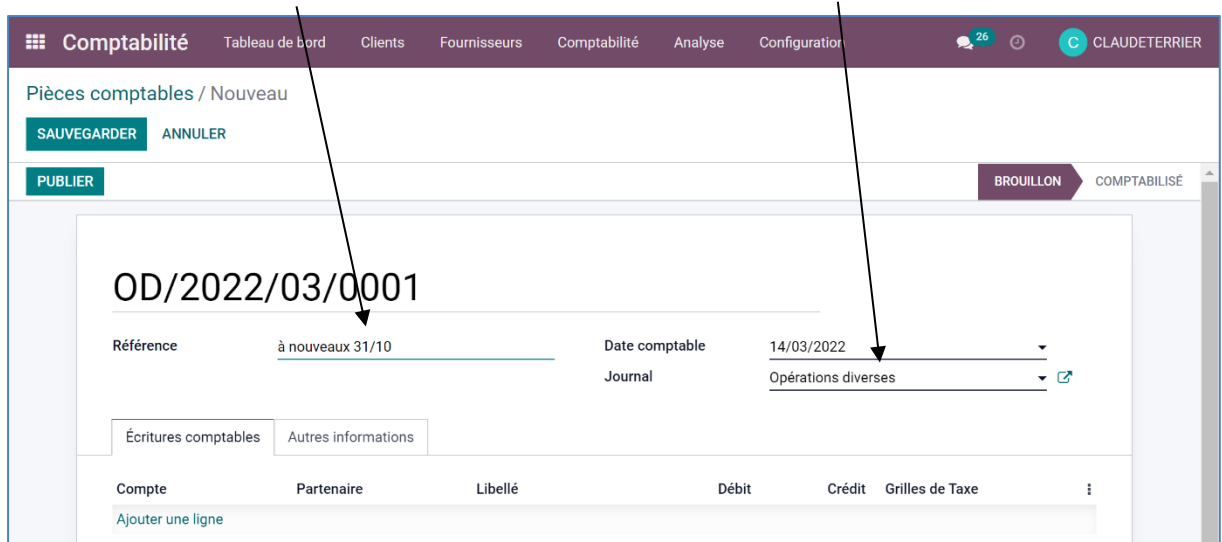 Comptabilité Tableau de bord Clients Fournisseurs Comptabilité Analyse Configuration 26 C CLAUDETERRIER
Pièces comptables / Nouveau
SAUVEGARDER ANNULER
PUBLIER BROUILLON COMPTABILISÉ
OD/2022/03/0001
Référence à nouveaux 31/10 Date comptable 14/03/2022
Journal Opérations diverses
Écritures comptables Autres informations
Compte Partenaire Libellé Débit Crédit Grilles de Taxe
Ajouter une ligne